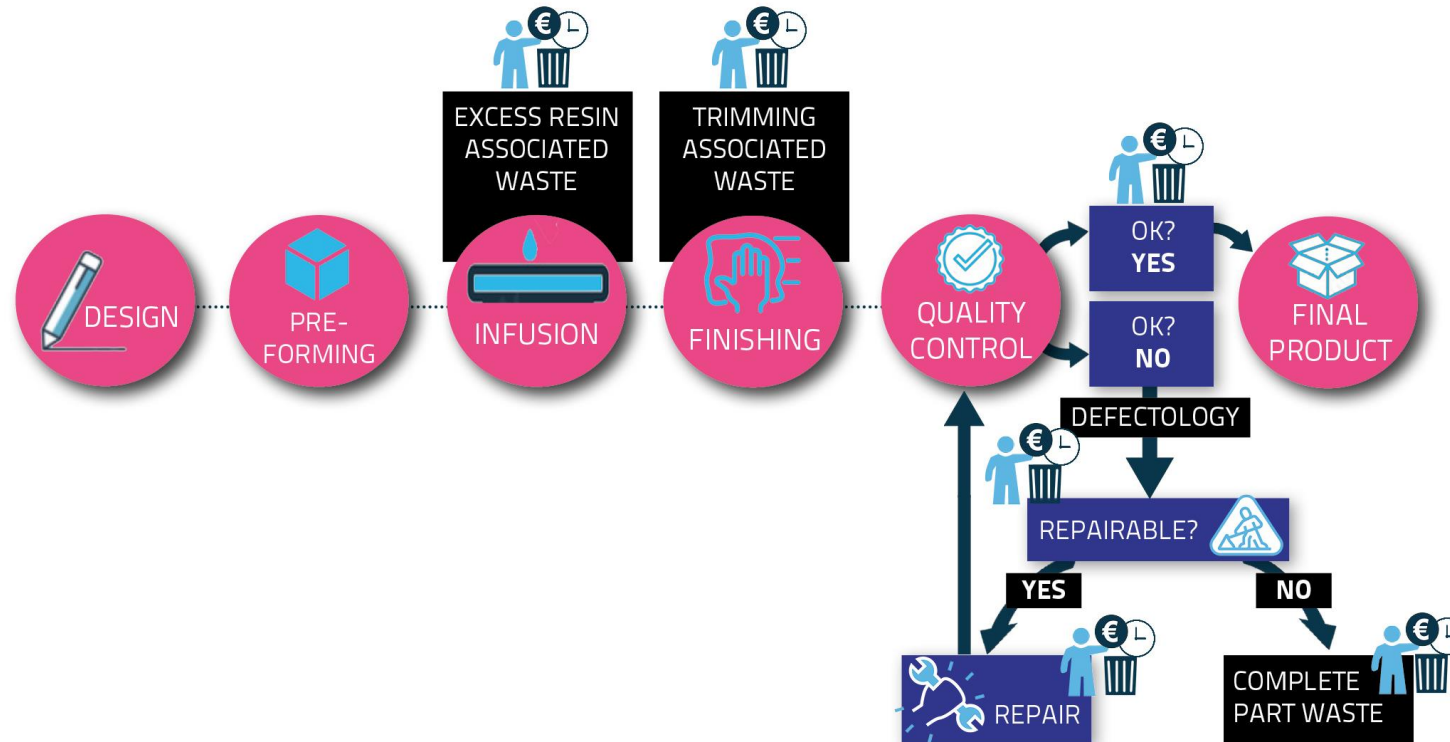 EXCESS RESIN
ASSOCIATED
WASTE
TRIMMING
ASSOCIATED
WASTE
DESIGN
PRE-
FORMING
INFUSION
FINISHING
QUALITY
CONTROL
OK?
YES
OK?
NO
FINAL
PRODUCT
DEFECTOLOGY
REPAIRABLE?
YES
NO
REPAIR
COMPLETE
PART WASTE
€
€
€
€
€
€